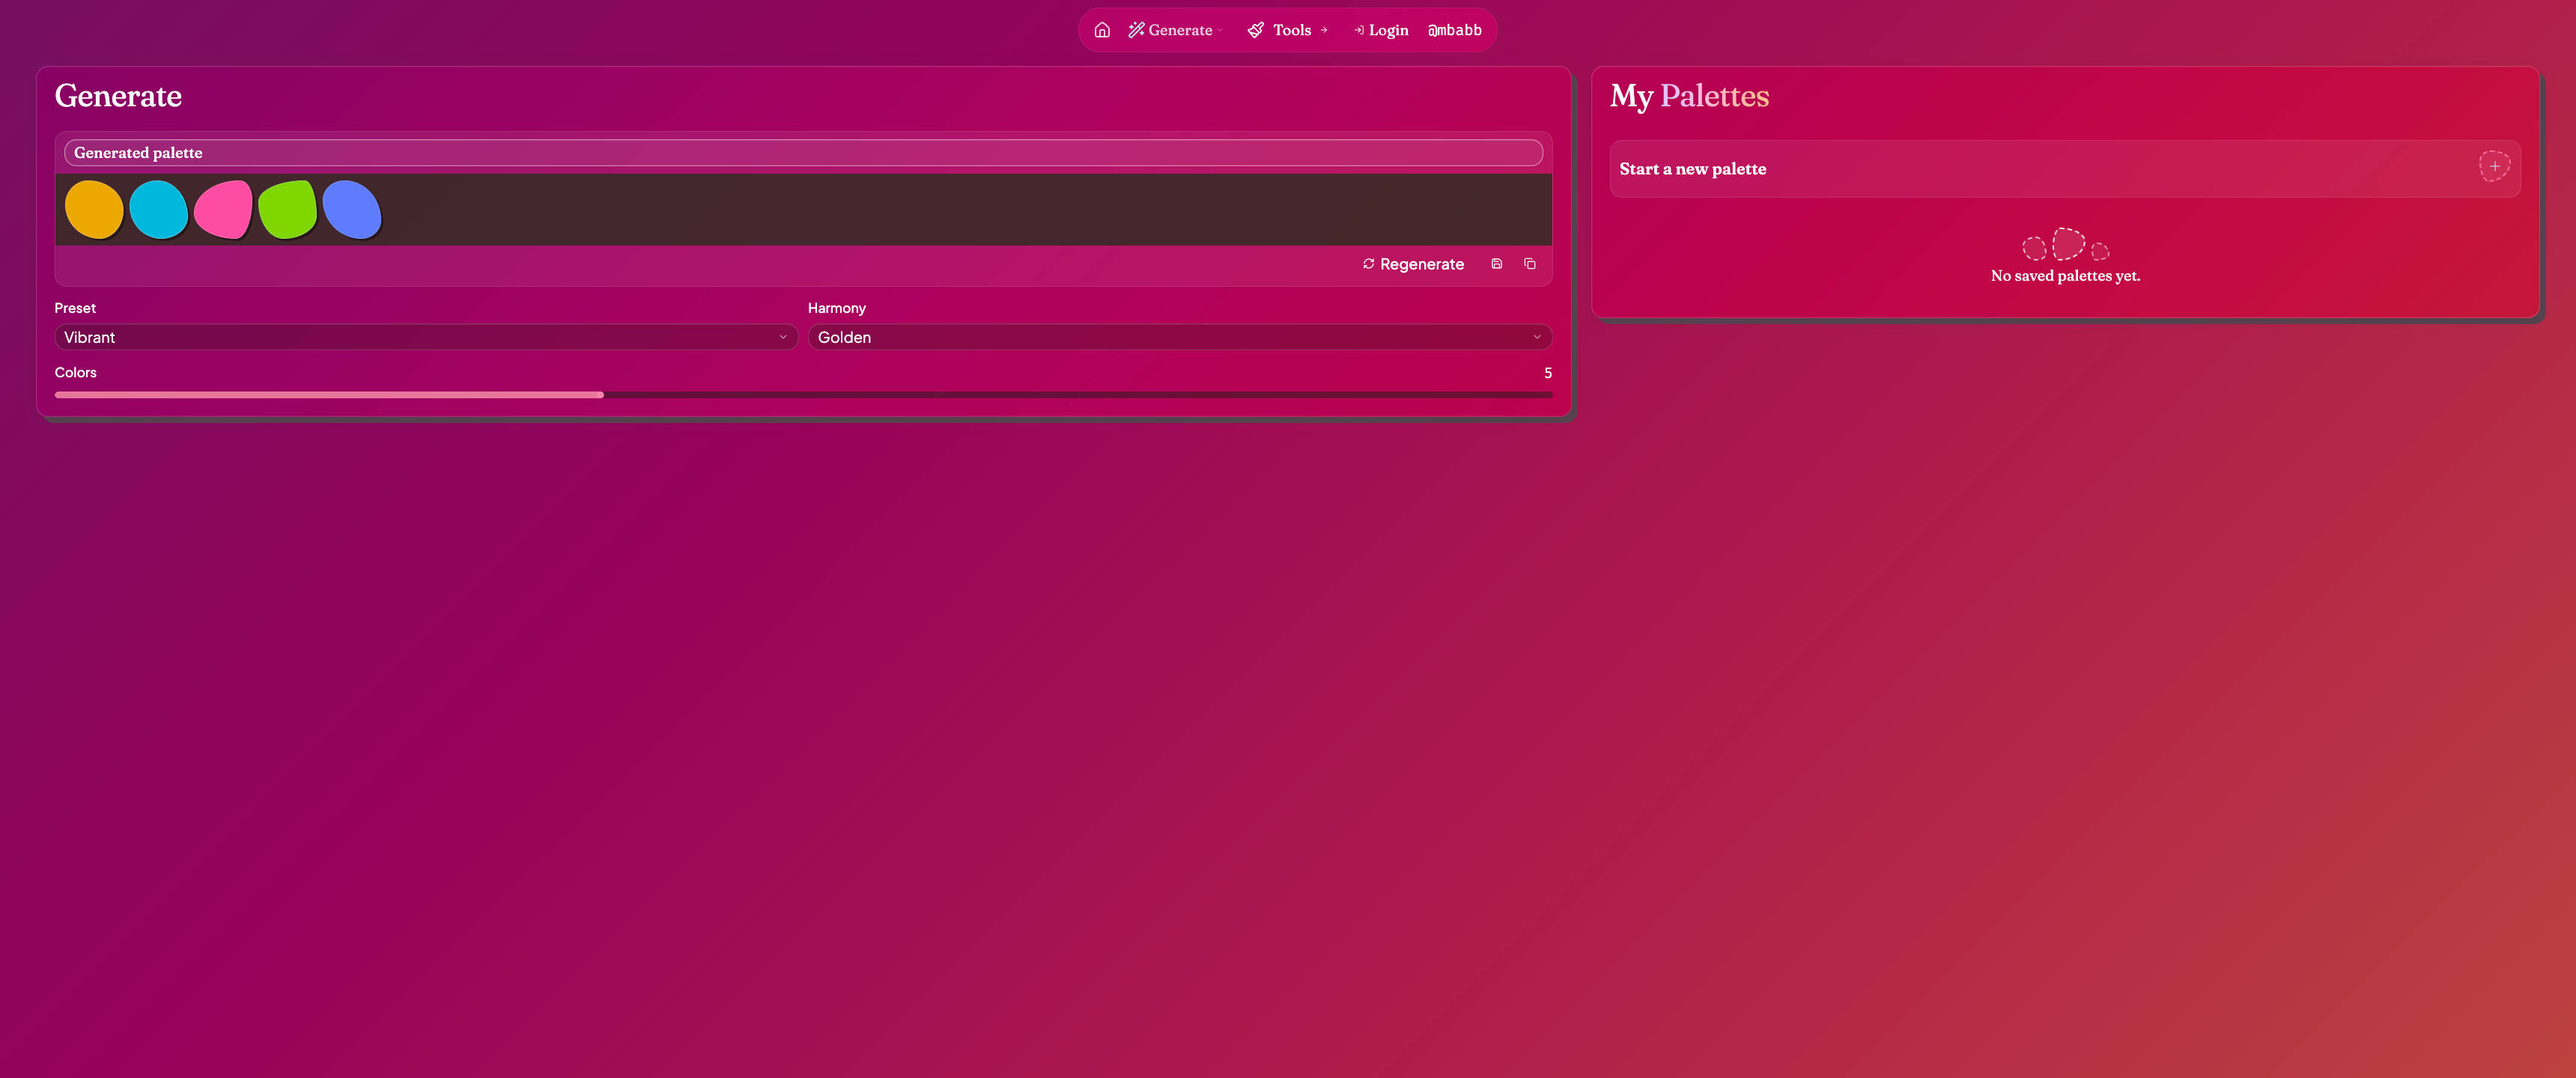 Generate
Tools
Login
@mbabb
Generate
Generated palette
Regenerate
Preset
Harmony
Vibrant
Golden
Colors
5
My Palettes
Start a new palette
No saved palettes yet.